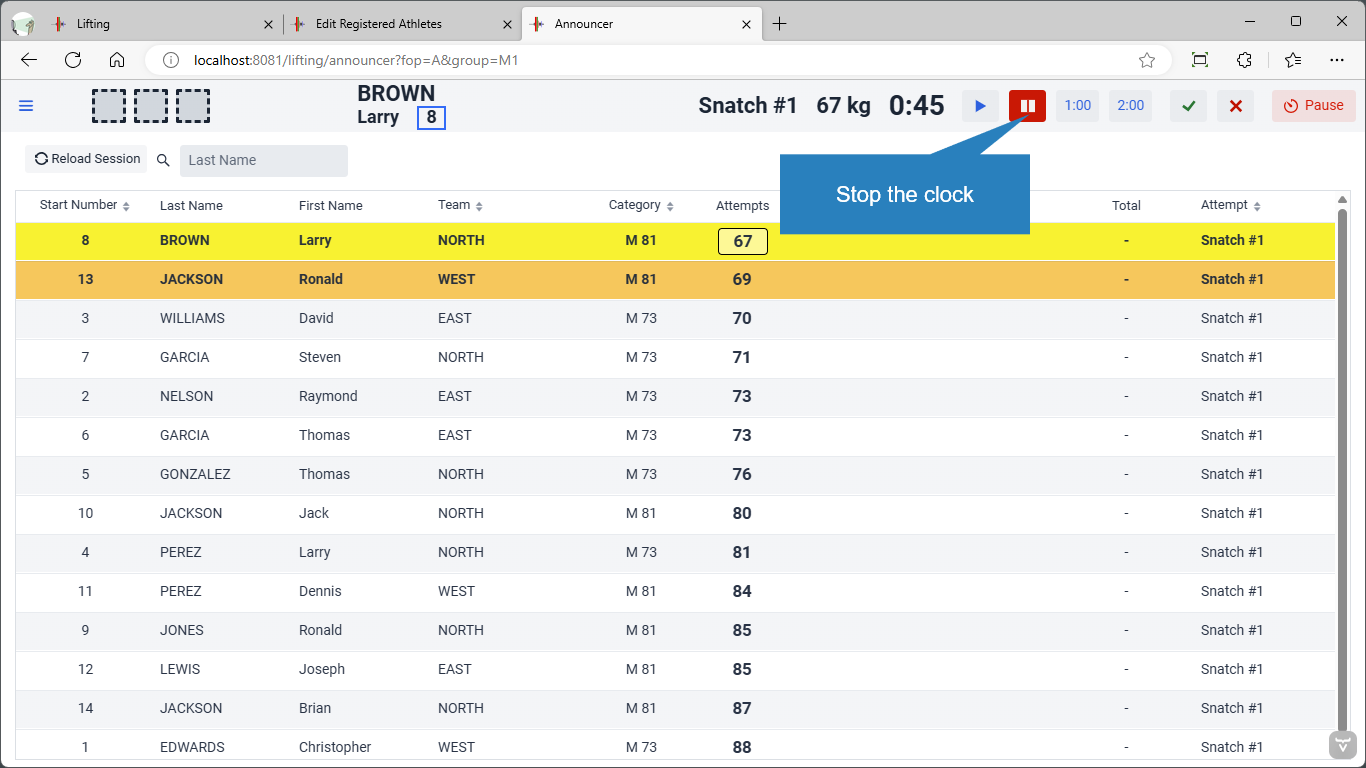 Lifting
Edit Registered Athletes
Announcer
localhost:8081/lifting/announcer?fop=A&group=M1
BROWN
Larry 8
Snatch #1 67 kg 0:45 1:00 2:00 Pause
Reload Session Last Name
Stop the clock
Start Number Last Name First Name Team Category Attempts Total Attempt
8 BROWN Larry NORTH M 81 67 - Snatch #1
13 JACKSON Ronald WEST M 81 69 - Snatch #1
3 WILLIAMS David EAST M 73 70 - Snatch #1
7 GARCIA Steven NORTH M 73 71 - Snatch #1
2 NELSON Raymond EAST M 73 73 - Snatch #1
6 GARCIA Thomas EAST M 73 73 - Snatch #1
5 GONZALEZ Thomas NORTH M 73 76 - Snatch #1
10 JACKSON Jack NORTH M 81 80 - Snatch #1
4 PEREZ Larry NORTH M 73 81 - Snatch #1
11 PEREZ Dennis WEST M 81 84 - Snatch #1
9 JONES Ronald NORTH M 81 85 - Snatch #1
12 LEWIS Joseph EAST M 81 85 - Snatch #1
14 JACKSON Brian NORTH M 81 87 - Snatch #1
1 EDWARDS Christopher WEST M 73 88 - Snatch #1